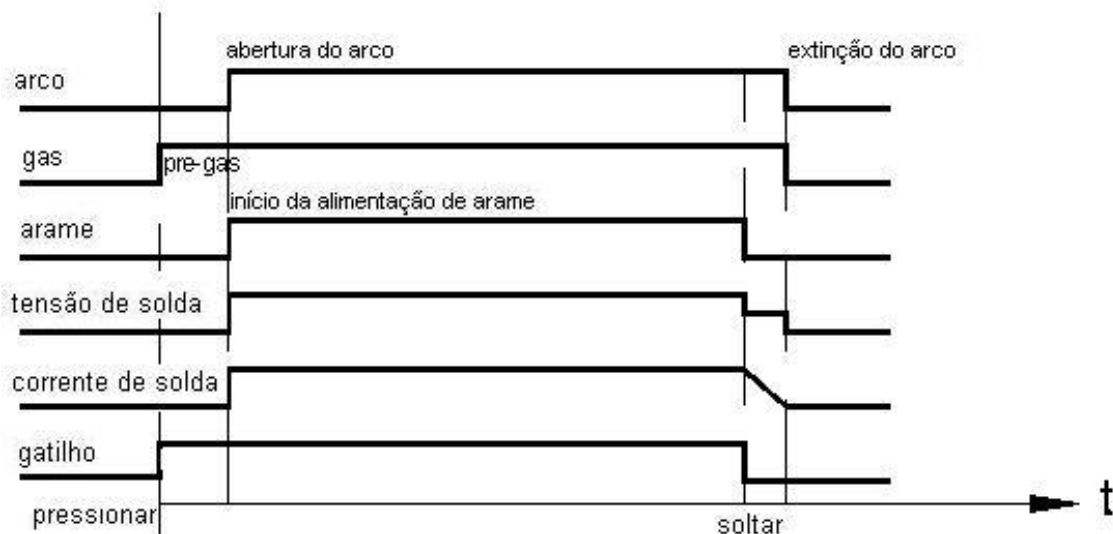 abertura do arco
extinção do arco
arco
gas
pre-gas
início da alimentação de arame
arame
tensão de solda
corrente de solda
gatilho
pressionar
soltar
t